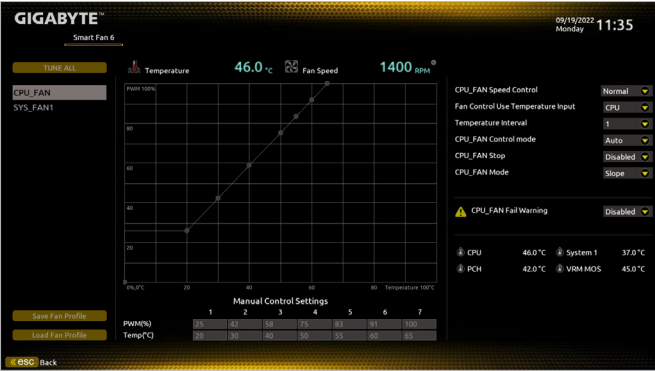 GIGABYTE™
09/19/2022 11:35
Monday
Smart Fan 6
TUNE ALL
Temperature 46.0 °C Fan Speed 1400 RPM
CPU_FAN
SYS_FAN1
PWM 100%
80
60
40
20
0%,0°C 20 40 60 80 Temperature 100°C
CPU_FAN Speed Control Normal
Fan Control Use Temperature Input CPU
Temperature Interval 1
CPU_FAN Control mode Auto
CPU_FAN Stop Disabled
CPU_FAN Mode Slope
CPU_FAN Fail Warning Disabled
CPU 46.0°C System 1 37.0°C
PCH 42.0°C VRM MOS 45.0°C
Manual Control Settings
1 2 3 4 5 6 7
PWM(%) 25 42 58 75 83 91 100
Temp(°C) 20 30 40 50 55 60 65
Save Fan Profile
Load Fan Profile
«esc Back